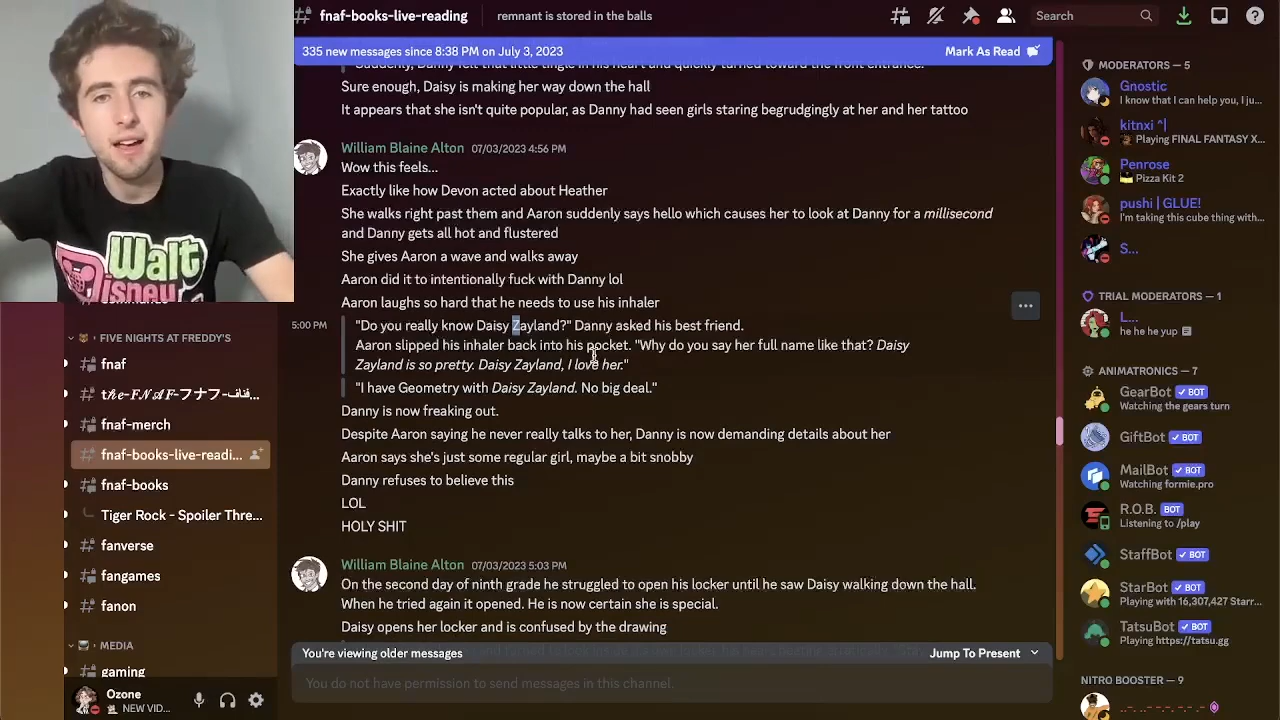 fnaf-books-live-reading
remnant is stored in the balls
Search
335 new messages since 8:38 PM on July 3, 2023
Mark As Read
Suddenly, Danny felt that little tingle in his heart and quickly turned toward the front entrance.
Sure enough, Daisy is making her way down the hall
It appears that she isn't quite popular, as Danny had seen girls staring begrudgingly at her and her tattoo
William Blaine Alton 07/03/2023 4:56 PM
Wow this feels...
Exactly like how Devon acted about Heather
She walks right past them and Aaron suddenly says hello which causes her to look at Danny for a millisecond
and Danny gets all hot and flustered
She gives Aaron a wave and walks away
Aaron did it to intentionally fuck with Danny lol
Aaron laughs so hard that he needs to use his inhaler
5:00 PM
"Do you really know Daisy Zayland?" Danny asked his best friend.
Aaron slipped his inhaler back into his pocket. "Why do you say her full name like that? Daisy
Zayland is so pretty. Daisy Zayland, I love her."
"I have Geometry with Daisy Zayland. No big deal."
Danny is now freaking out.
Despite Aaron saying he never really talks to her, Danny is now demanding details about her
Aaron says she's just some regular girl, maybe a bit snobby
Danny refuses to believe this
LOL
HOLY SHIT
William Blaine Alton 07/03/2023 5:03 PM
On the second day of ninth grade he struggled to open his locker until he saw Daisy walking down the hall.
When he tried again it opened. He is now certain she is special.
Daisy opens her locker and is confused by the drawing
You're viewing older messages
Jump To Present
You do not have permission to send messages in this channel.
Walt
Disney
FIVE NIGHTS AT FREDDY'S
fnaf
fnaf-merch
fnaf-books-live-readi...
fnaf-books
Tiger Rock - Spoiler Thre...
fanverse
fangames
fanon
MEDIA
gaming
Ozone
NEW VID...
MODERATORS — 5
Gnostic
I know that I can help you, I ju...
kitnxi ^|
Playing FINAL FANTASY X...
Penrose
Pizza Kit 2
pushi | GLUE!
I'm taking this cube thing with...
S...
TRIAL MODERATORS — 1
L...
he he he yup
ANIMATRONICS — 7
GearBot BOT
Watching the gears turn
GiftBot BOT
MailBot BOT
Watching formie.pro
R.O.B. BOT
Listening to /play
StaffBot BOT
StarBot BOT
Playing with 16,307,427 Starr...
TatsuBot BOT
Playing https://tatsu.gg
NITRO BOOSTER — 9